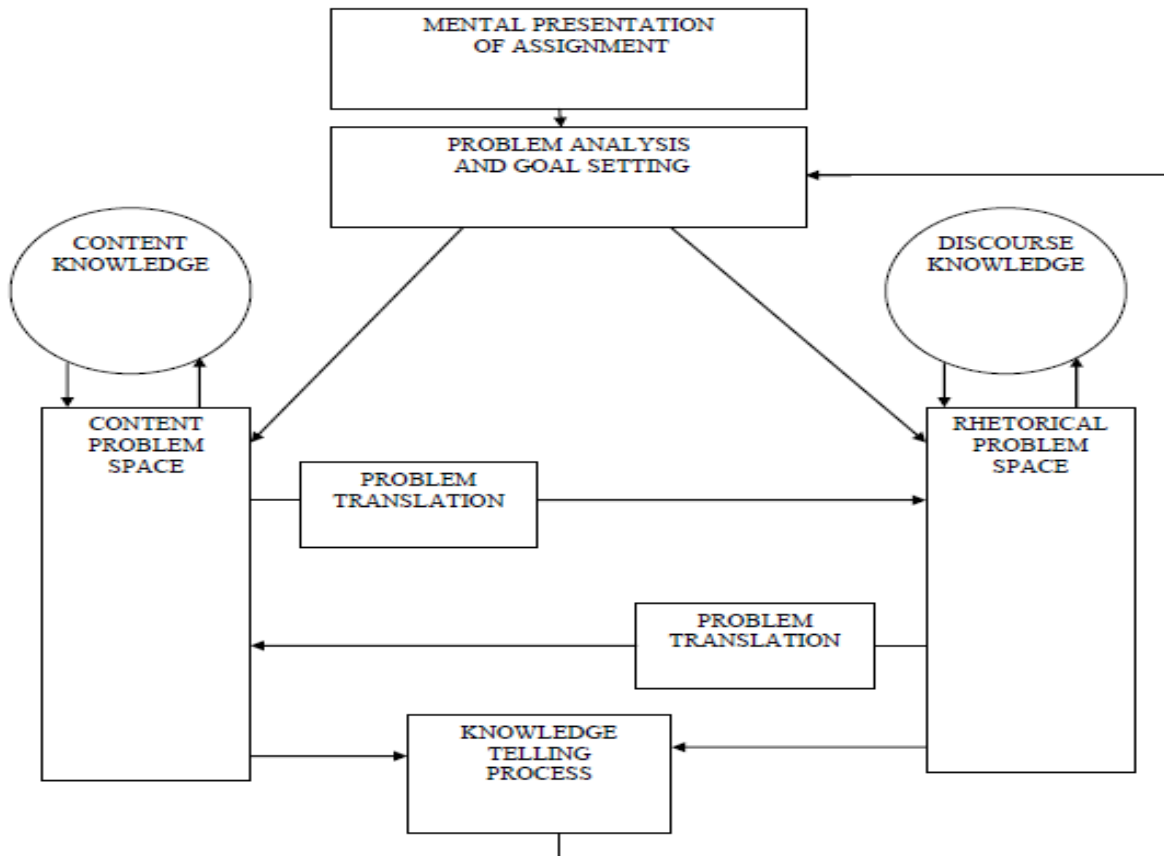 MENTAL PRESENTATION
OF ASSIGNMENT
PROBLEM ANALYSIS
AND GOAL SETTING
CONTENT
KNOWLEDGE
DISCOURSE
KNOWLEDGE
CONTENT
PROBLEM
SPACE
RHETORICAL
PROBLEM
SPACE
PROBLEM
TRANSLATION
PROBLEM
TRANSLATION
KNOWLEDGE
TELLING
PROCESS